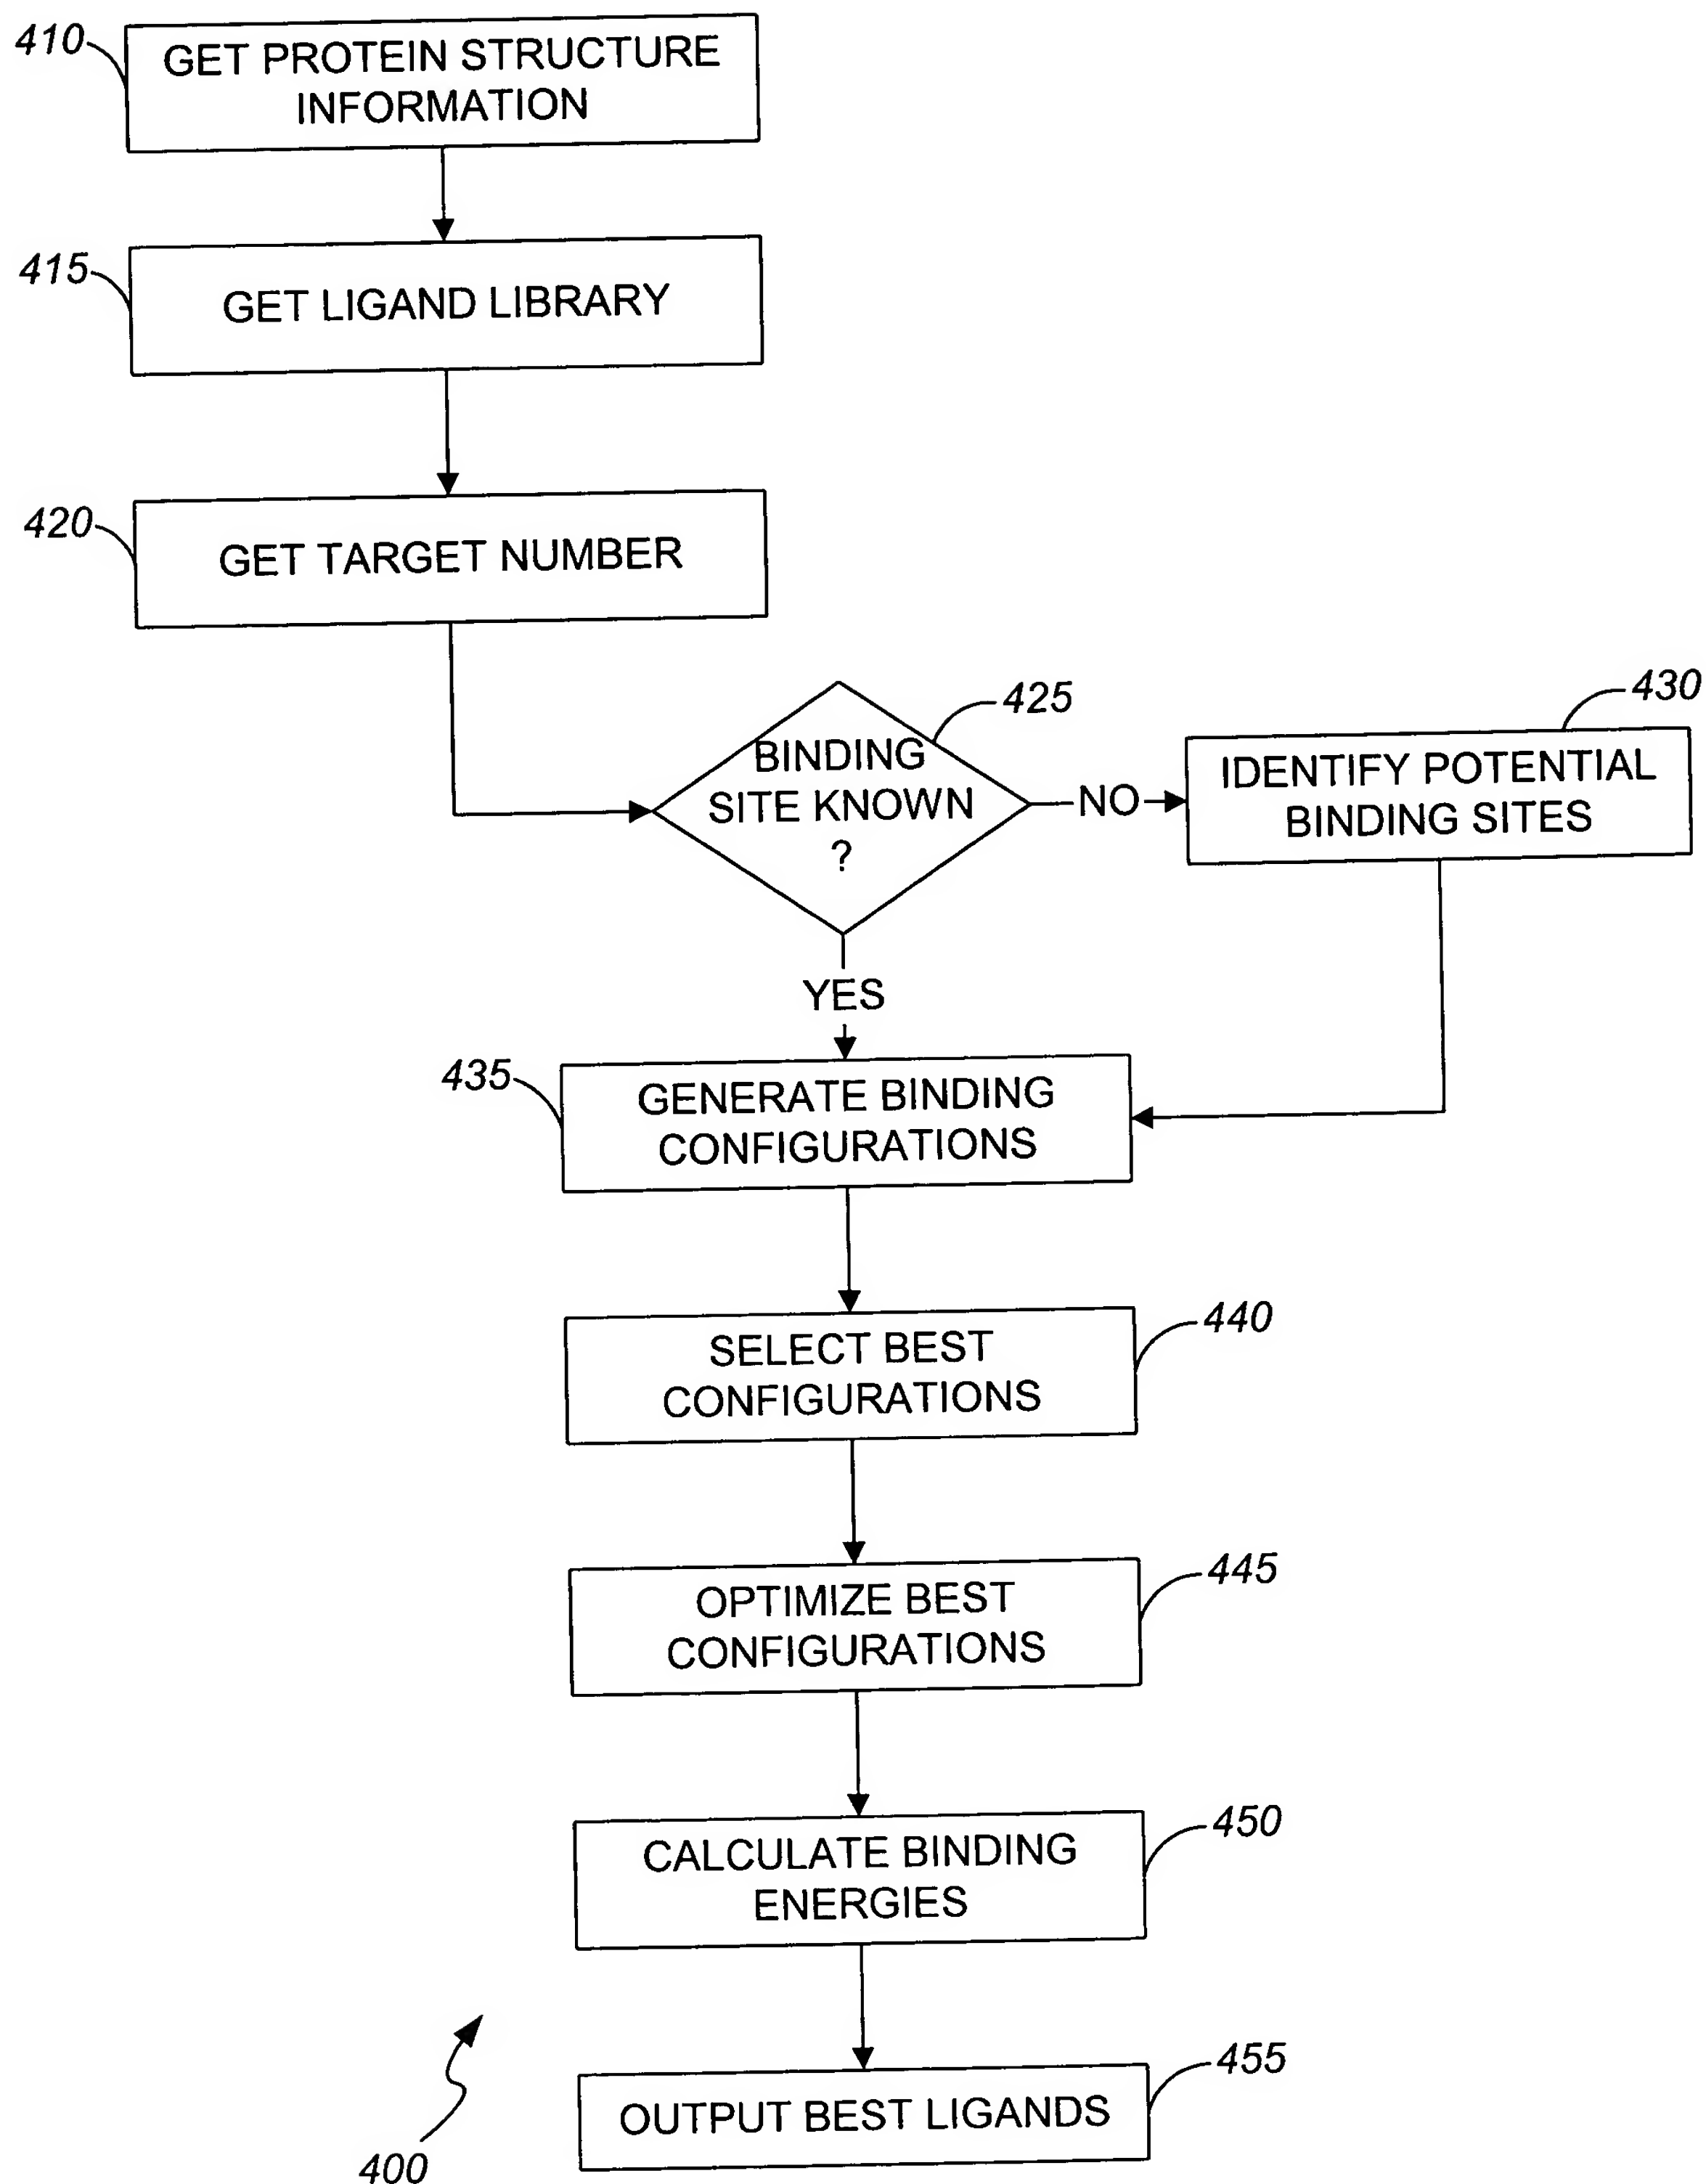 410
GET PROTEIN STRUCTURE
INFORMATION
415
GET LIGAND LIBRARY
420
GET TARGET NUMBER
425
BINDING
SITE KNOWN
?
NO
430
IDENTIFY POTENTIAL
BINDING SITES
YES
435
GENERATE BINDING
CONFIGURATIONS
440
SELECT BEST
CONFIGURATIONS
445
OPTIMIZE BEST
CONFIGURATIONS
450
CALCULATE BINDING
ENERGIES
455
OUTPUT BEST LIGANDS
400